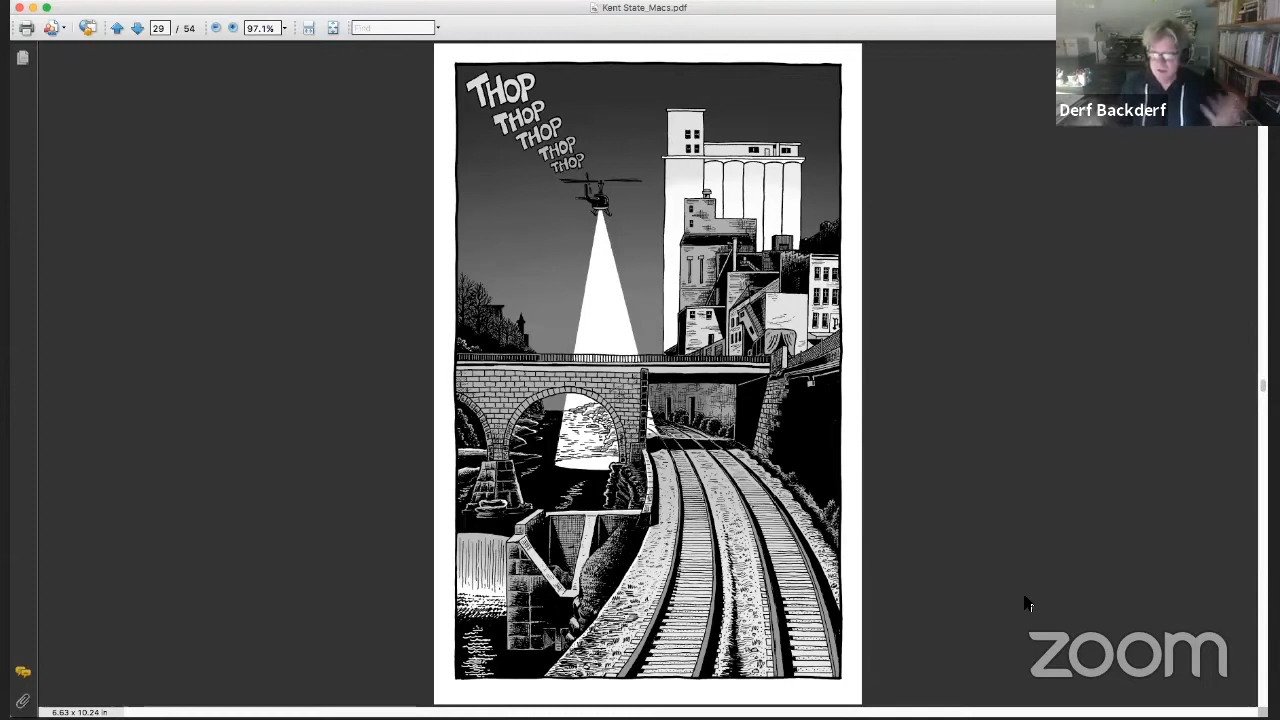 Kent State_Macs.pdf
29 / 54
97.1%
Find
Derf Backderf
THOP
THOP
THOP
THOP
THOP
zoom
6.63 x 10.24 in